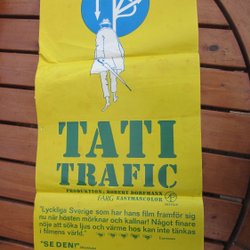 TATI
TRAFIC
PRODUKTION: ROBERT DORFMANN
FÄRG EASTMANCOLOR
"Lyckliga Sverige som har hans film framför sig
nu när hösten mörknar och kallnar! Något finare
nöje att söka ljus och värme hos kan inte tänkas
i filmens värld."
"SE DEN!"